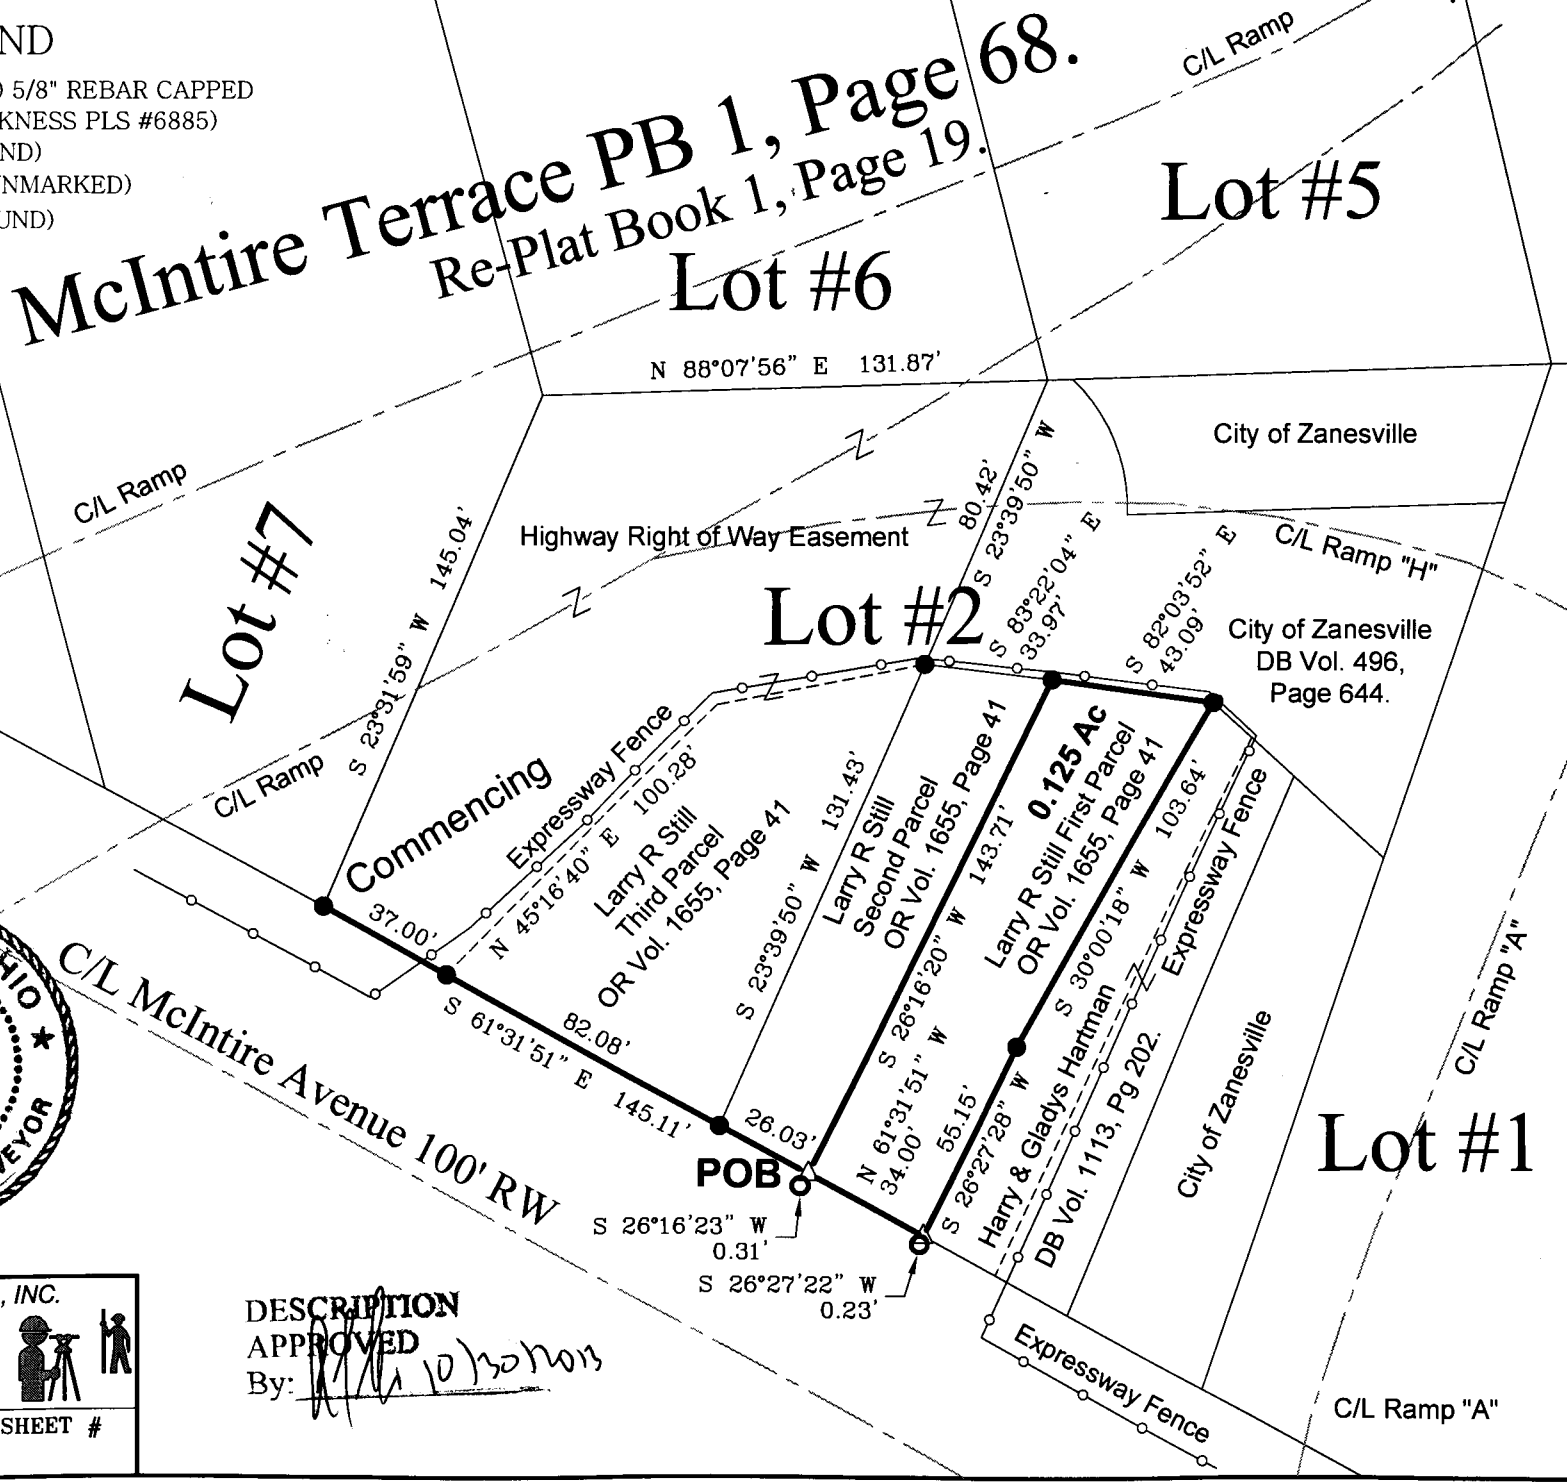 ND
5/8" REBAR CAPPED
KNESS PLS #6885)
ND)
NMARKED)
UND)
McIntire Terrace PB 1, Page 68.
Re-Plat Book 1, Page 19.
C/L Ramp
Lot #5
Lot #6
N 88°07'56" E 131.87'
City of Zanesville
C/L Ramp
Lot #7
S 23°31'59" W 145.04'
Highway Right of Way Easement
80.42'
S 23°39'50" W
C/L Ramp "H"
Lot #2
S 83°22'04" E
33.97'
S 82°03'52" E
43.09'
City of Zanesville
DB Vol. 496,
Page 644.
C/L Ramp
Commencing
Expressway Fence
N 45°16'40" E 100.28'
Larry R Still
Third Parcel
OR Vol. 1655, Page 41
S 23°39'50" W 131.43'
Larry R Still
Second Parcel
OR Vol. 1655, Page 41
S 26°16'20" W 143.71'
0.125 Ac
Larry R Still First Parcel
OR Vol. 1655, Page 41
S 30°00'18" W 103.64'
Expressway Fence
37.00'
82.08'
S 61°31'51" E 145.11'
26.03'
N 61°31'51" W
34.00'
55.15'
S 26°27'28" W
Harry & Gladys Hartman
DB Vol. 1113, Pg 202.
City of Zanesville
C/L Ramp "A"
Lot #1
C/L McIntire Avenue 100' RW
POB
S 26°16'23" W
0.31'
S 26°27'22" W
0.23'
HIO ★
VEYOR
, INC.
SHEET #
DESCRIPTION
APPROVED
By: 10/30/2013
Expressway Fence
C/L Ramp "A"